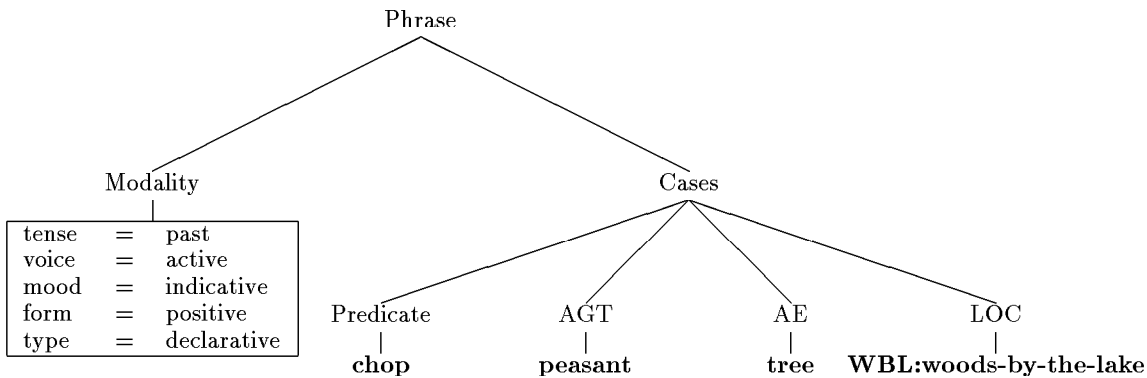 Phrase
Modality Cases
tense = past
voice = active
mood = indicative
form = positive
type = declarative
Predicate AGT AE LOC
chop peasant tree WBL:woods-by-the-lake